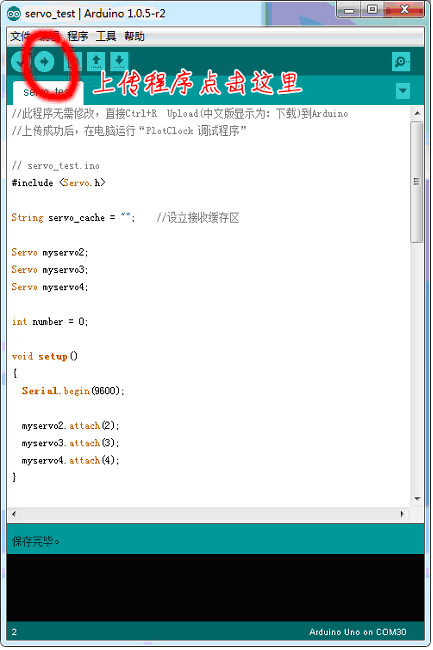 servo_test | Arduino 1.0.5-r2
文件 程序 工具 帮助
上传程序点击这里
//此程序无需修改，直接Ctrl+R Upload(中文版显示为：下载)到Arduino
//上传成功后，在电脑运行“PlotClock 调试程序”
// servo_test.ino
#include <Servo.h>
String servo_cache = "";    //设立接收缓存区
Servo myservo2;
Servo myservo3;
Servo myservo4;
int number = 0;
void setup()
{
  Serial.begin(9600);
  myservo2.attach(2);
  myservo3.attach(3);
  myservo4.attach(4);
}
保存完毕。
2 Arduino Uno on COM30